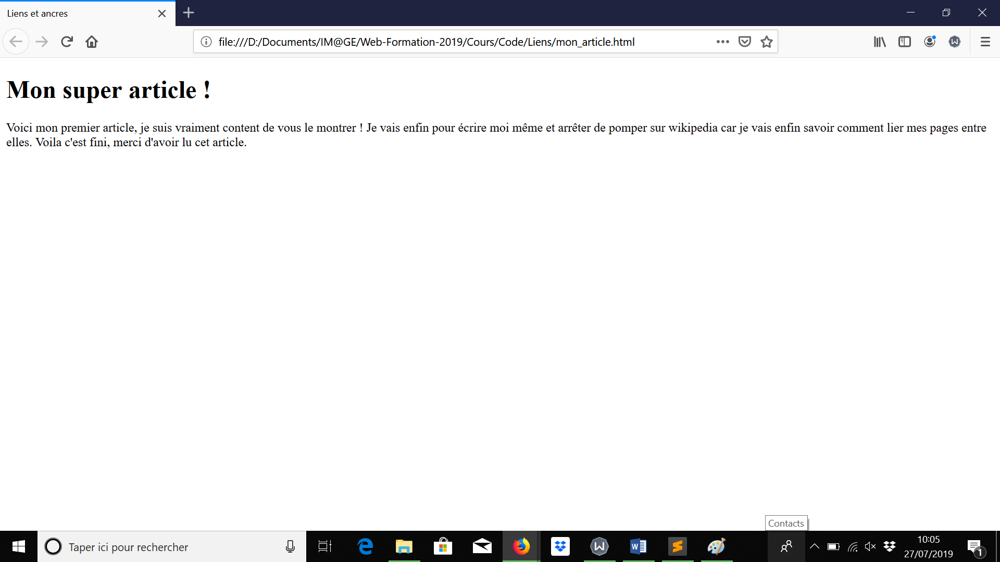 Liens et ancres
file:///D:/Documents/IM@GE/Web-Formation-2019/Cours/Code/Liens/mon_article.html
Mon super article !
Voici mon premier article, je suis vraiment content de vous le montrer ! Je vais enfin pour écrire moi même et arrêter de pomper sur wikipedia car je vais enfin savoir comment lier mes pages entre
elles. Voila c'est fini, merci d'avoir lu cet article.
Contacts
Taper ici pour rechercher
10:05
27/07/2019
1